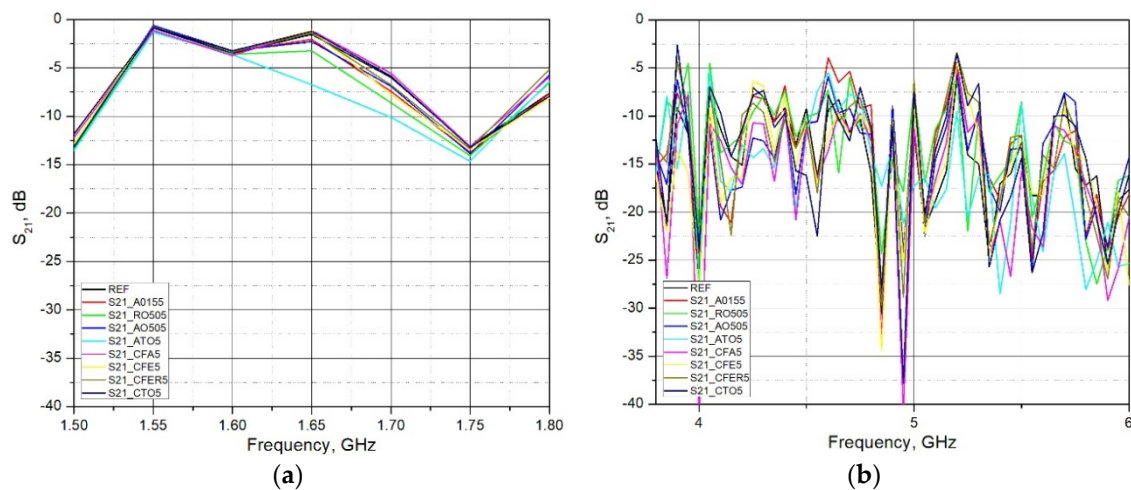 0
-5
-10
-15
-20
-25
-30
-35
-40
S21, dB
REF
S21_A0155
S21_RO505
S21_AO505
S21_ATO5
S21_CFA5
S21_CFE5
S21_CFER5
S21_CTO5
1.50 1.55 1.60 1.65 1.70 1.75 1.80
Frequency, GHz
(a)
0
-5
-10
-15
-20
-25
-30
-35
-40
S21, dB
REF
S21_A0155
S21_RO505
S21_AO505
S21_ATO5
S21_CFA5
S21_CFE5
S21_CFER5
S21_CTO5
4 5 6
Frequency, GHz
(b)